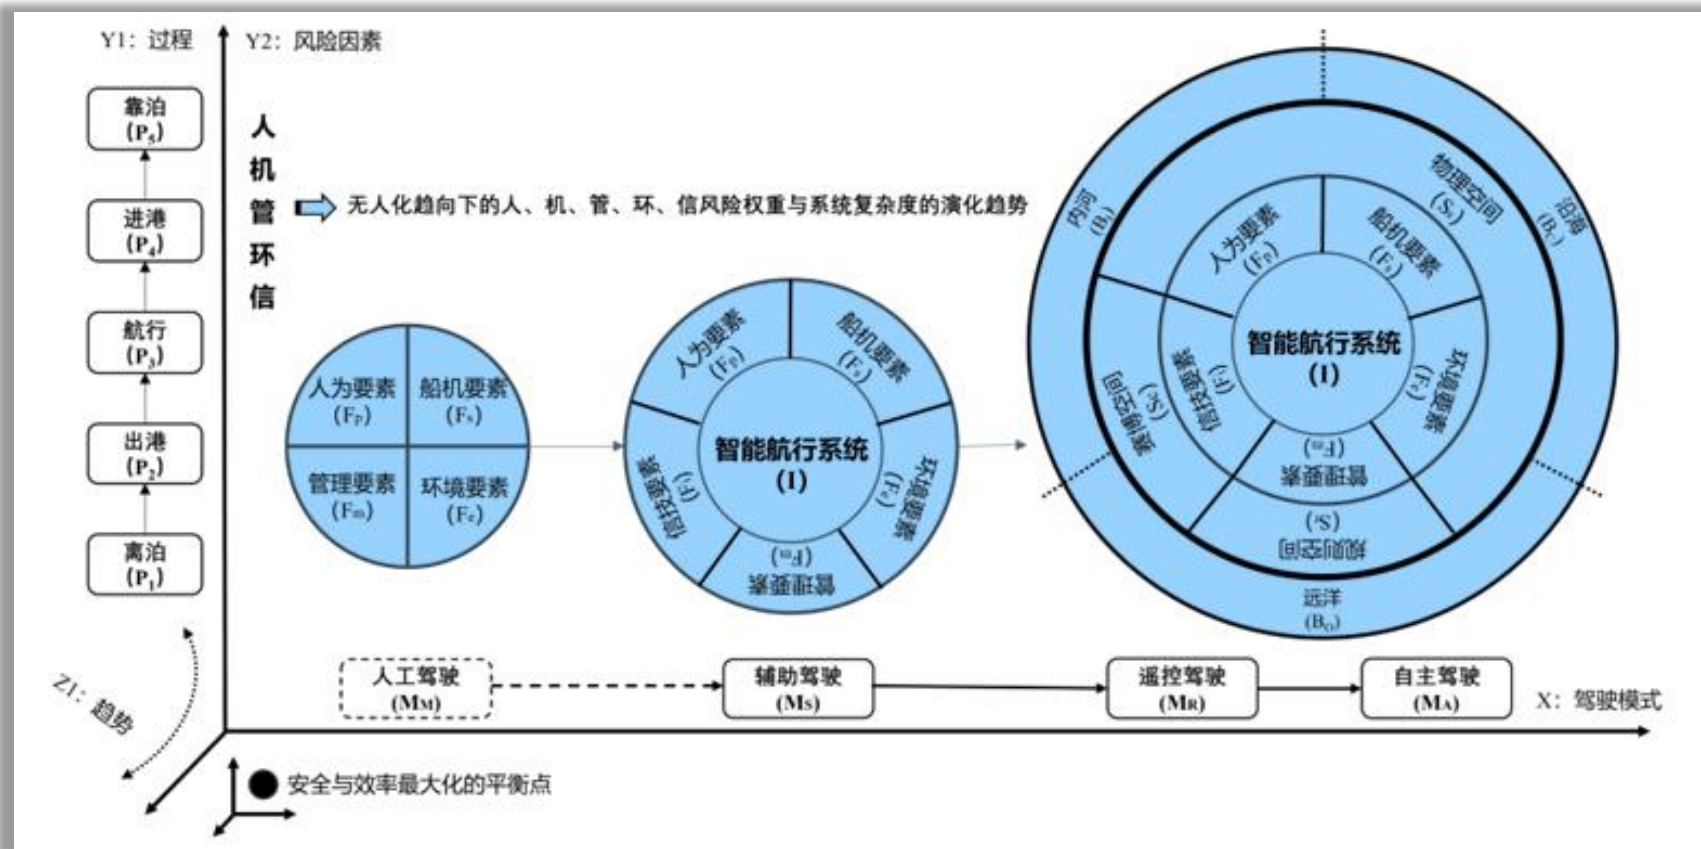 Y1：过程
Y2：风险因素
靠泊
(P5)
进港
(P4)
航行
(P3)
出港
(P2)
离泊
(P1)
Z1：趋势
人
机
管
环
信
无人化趋向下的人、机、管、环、信风险权重与系统复杂度的演化趋势
人为要素
(Fp)
船机要素
(Fs)
管理要素
(Fm)
环境要素
(Fe)
人为要素
(Fp)
船机要素
(Fs)
信技要素
(Fi)
环境要素
(Fe)
管理要素
(Fm)
智能航行系统
(I)
内河
(BI)
沿海
(BC)
远洋
(BO)
物理空间
(Ss)
赛博空间
(Sc)
规则空间
(Sr)
人为要素
(Fp)
船机要素
(Fs)
信技要素
(Fi)
环境要素
(Fe)
管理要素
(Fm)
智能航行系统
(I)
人工驾驶
(MM)
辅助驾驶
(MS)
遥控驾驶
(MR)
自主驾驶
(MA)
X：驾驶模式
安全与效率最大化的平衡点